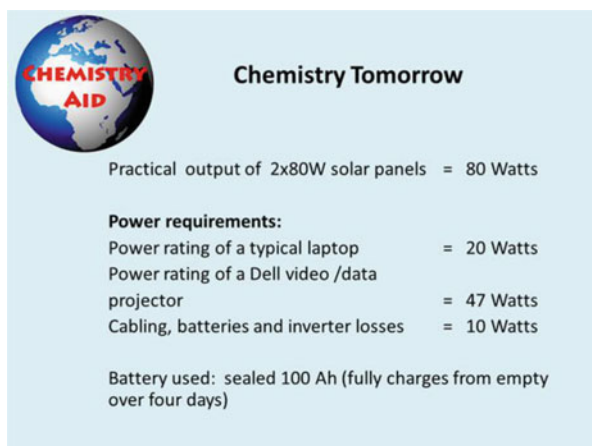 CHEMISTRY
AID
Chemistry Tomorrow
Practical output of 2x80W solar panels = 80 Watts
Power requirements:
Power rating of a typical laptop = 20 Watts
Power rating of a Dell video /data
projector = 47 Watts
Cabling, batteries and inverter losses = 10 Watts
Battery used: sealed 100 Ah (fully charges from empty
over four days)